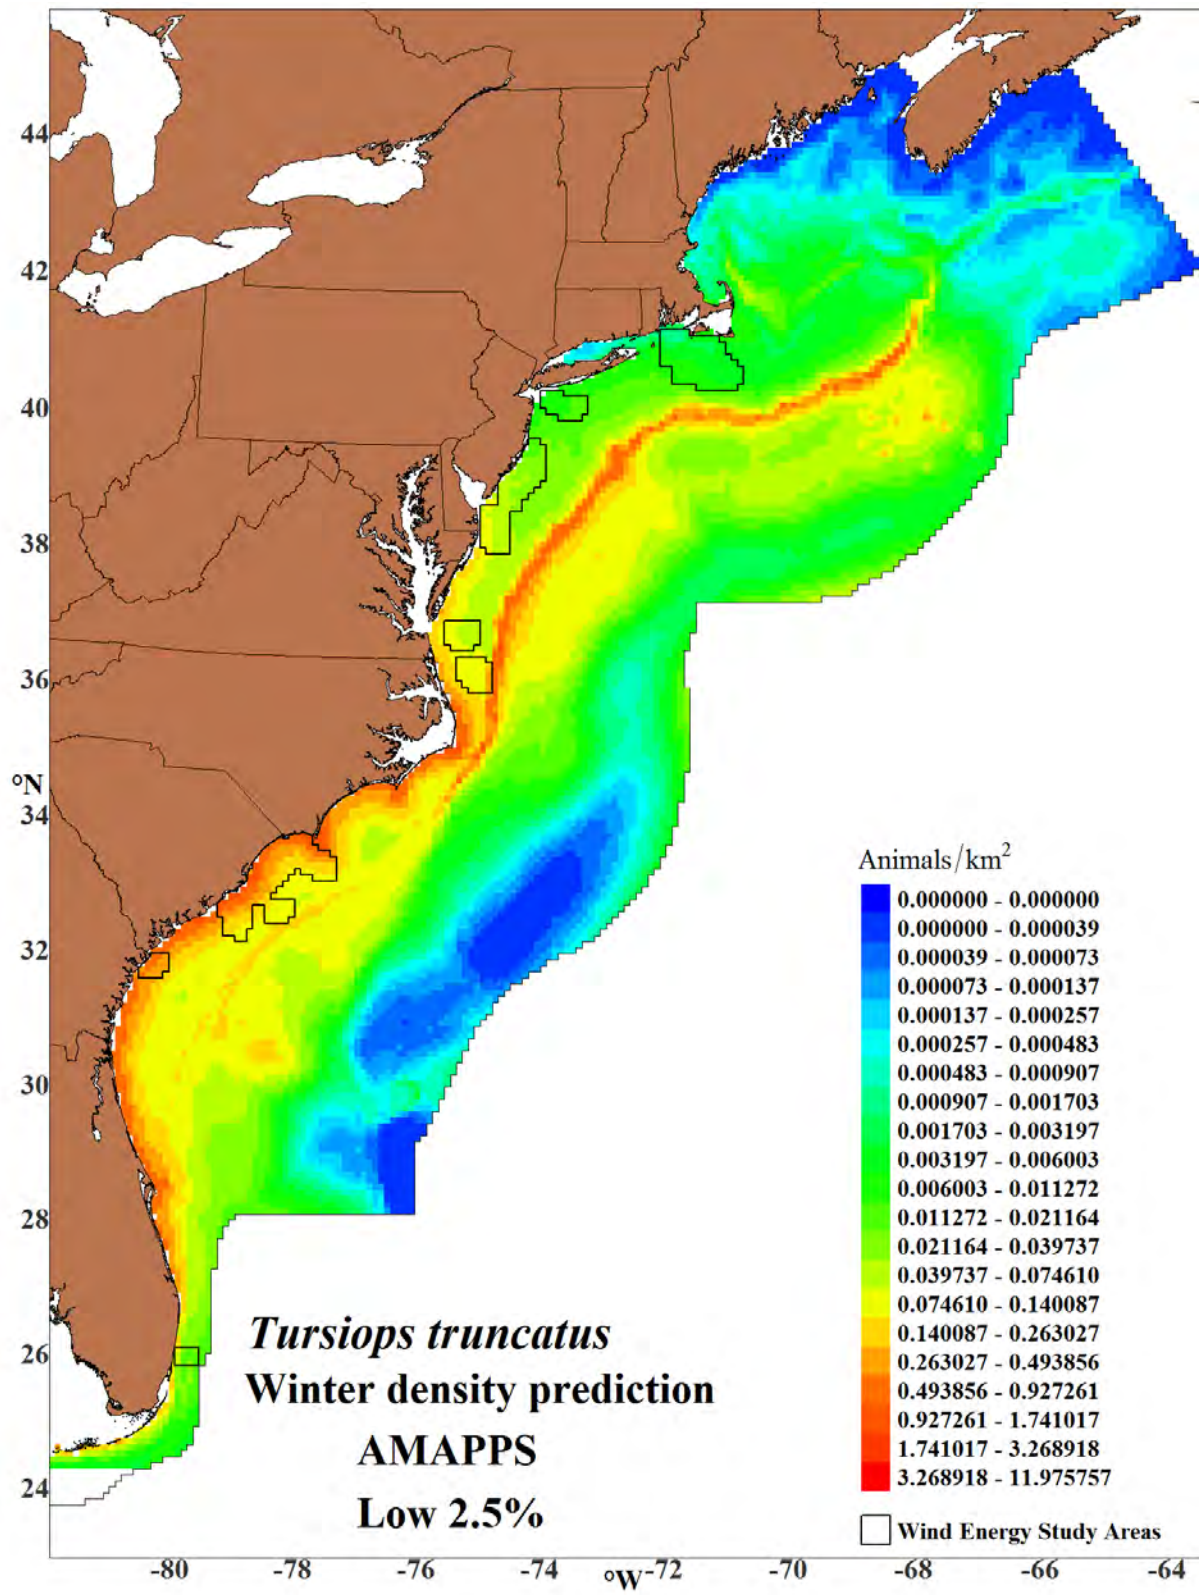 44
42
40
38
36
°N
34
32
30
28
26
24
Animals/km²
0.000000 - 0.000000
0.000000 - 0.000039
0.000039 - 0.000073
0.000073 - 0.000137
0.000137 - 0.000257
0.000257 - 0.000483
0.000483 - 0.000907
0.000907 - 0.001703
0.001703 - 0.003197
0.003197 - 0.006003
0.006003 - 0.011272
0.011272 - 0.021164
0.021164 - 0.039737
0.039737 - 0.074610
0.074610 - 0.140087
0.140087 - 0.263027
0.263027 - 0.493856
0.493856 - 0.927261
0.927261 - 1.741017
1.741017 - 3.268918
3.268918 - 11.975757
Wind Energy Study Areas
Tursiops truncatus
Winter density prediction
AMAPPS
Low 2.5%
-80 -78 -76 -74 °W -72 -70 -68 -66 -64